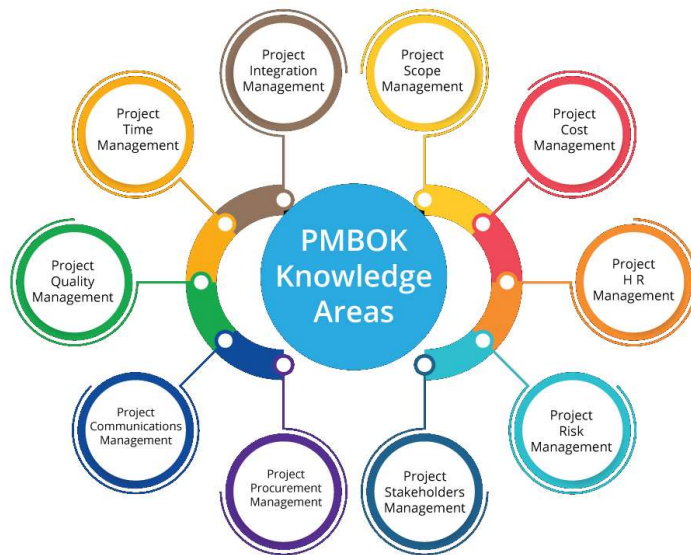 Project
Integration
Management
Project
Scope
Management
Project
Time
Management
Project
Cost
Management
PMBOK
Knowledge
Areas
Project
Quality
Management
Project
H R
Management
Project
Communications
Management
Project
Risk
Management
Project
Procurement
Management
Project
Stakeholders
Management